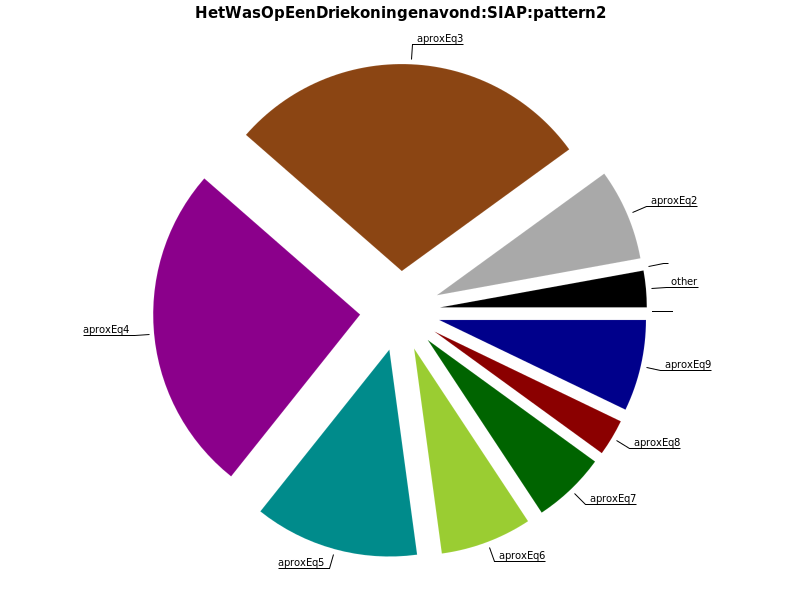 HetWasOpEenDriekoningenavond:SIAP:pattern2
aproxEq3
aproxEq2
other
aproxEq4
aproxEq9
aproxEq8
aproxEq7
aproxEq6
aproxEq5